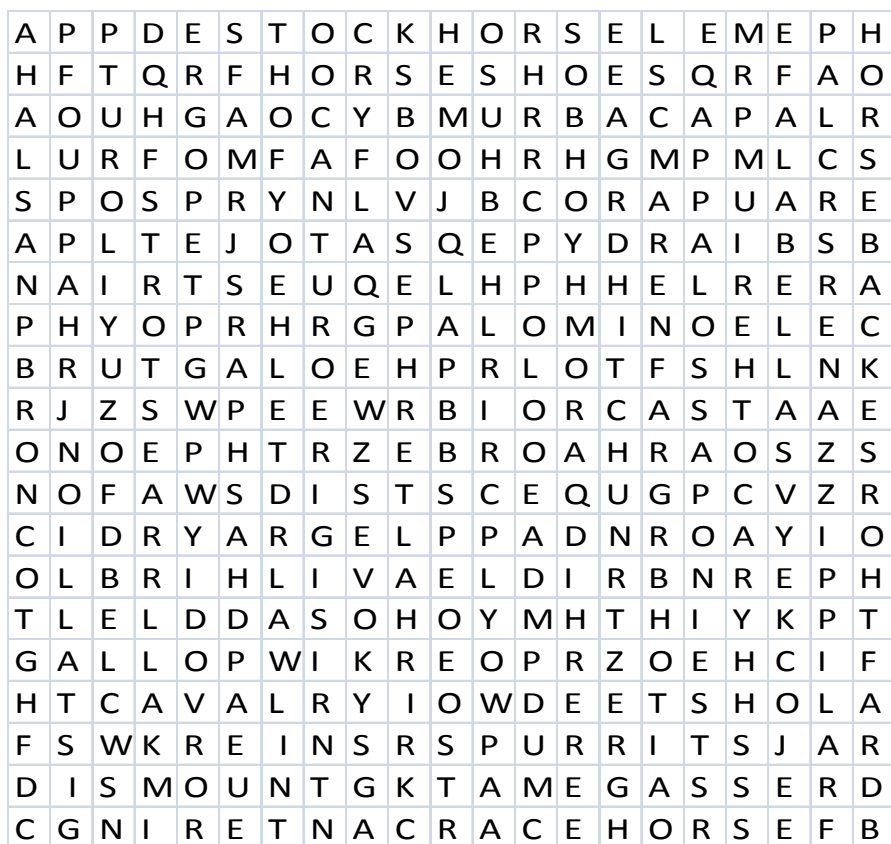 A P P D E S T O C K H O R S E L E M E P H
H F T Q R F H O R S E S H O E S Q R F A O
A O U H G A O C Y B M U R B A C A P A L R
L U R F O M F A F O O H R H G M P M L C S
S P O S P R Y N L V J B C O R A P U A R E
A P L T E J O T A S Q E P Y D R A I B S B
N A I R T S E U Q E L H P H H E L R E R A
P H Y O P R H R G P A L O M I N O E L E C
B R U T G A L O E H P R L O T F S H L N K
R J Z S W P E E W R B I O R C A S T A A E
O N O E P H T R Z E B R O A H R A O S Z S
N O F A W S D I S T S C E Q U G P C V Z R
C I D R Y A R G E L P P A D N R O A Y I O
O L B R I H L I V A E L D I R B N R E P H
T L E L D D A S O H O Y M H T H I Y K P T
G A L L O P W I K R E O P R Z O E H C I F
H T C A V A L R Y I O W D E E T S H O L A
F S W K R E I N S R S P U R R I T S J A R
D I S M O U N T G K T A M E G A S S E R D
C G N I R E T N A C R A C E H O R S E F B